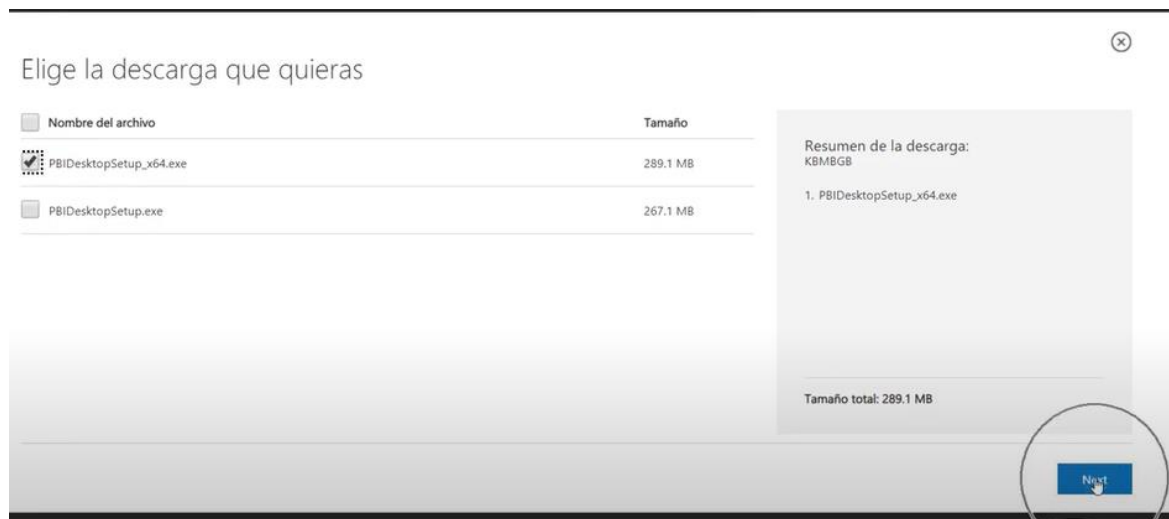 Elige la descarga que quieras
Nombre del archivo Tamaño
PBIDesktopSetup_x64.exe 289.1 MB
PBIDesktopSetup.exe 267.1 MB
Resumen de la descarga:
KBMBGB
1. PBIDesktopSetup_x64.exe
Tamaño total: 289.1 MB
Next